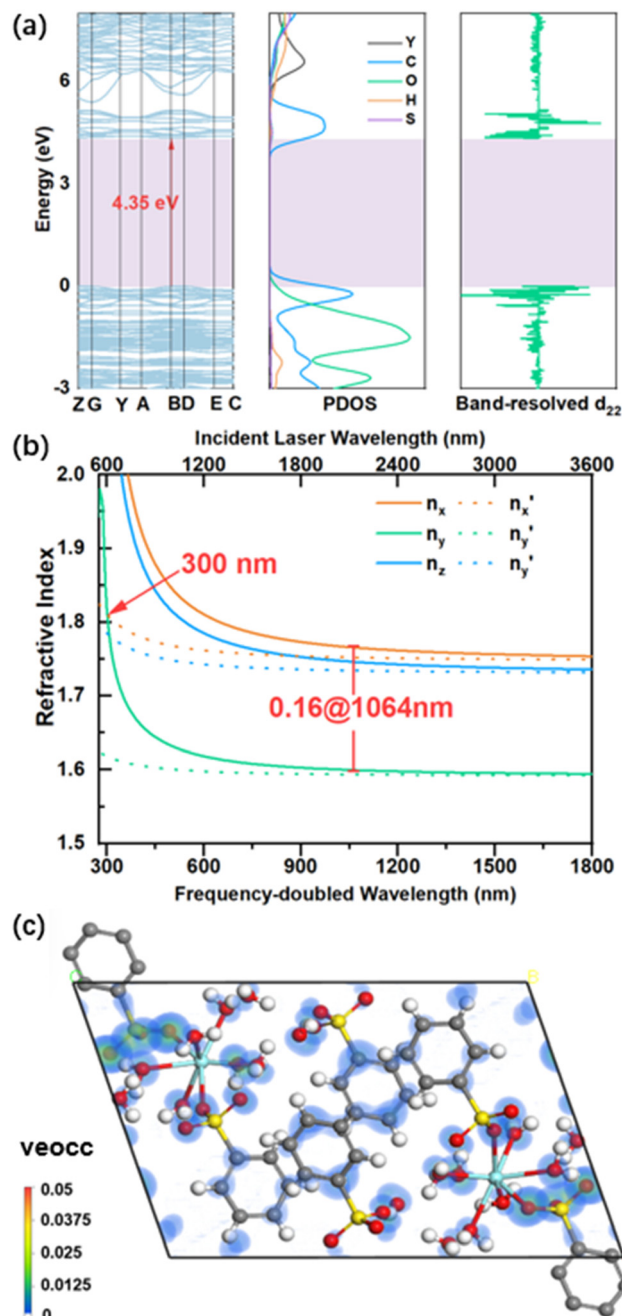 (a)
6
3
0
-3
Energy (eV)
4.35 eV
Z G Y A B D E C
Y
C
O
H
S
PDOS
Band-resolved d22
(b)
Incident Laser Wavelength (nm)
600 1200 1800 2400 3000 3600
2.0
1.9
1.8
1.7
1.6
1.5
Refractive Index
nx nx'
ny ny'
nz ny'
300 nm
0.16@1064nm
300 600 900 1200 1500 1800
Frequency-doubled Wavelength (nm)
(c)
B
veocc
0.05
0.0375
0.025
0.0125
0